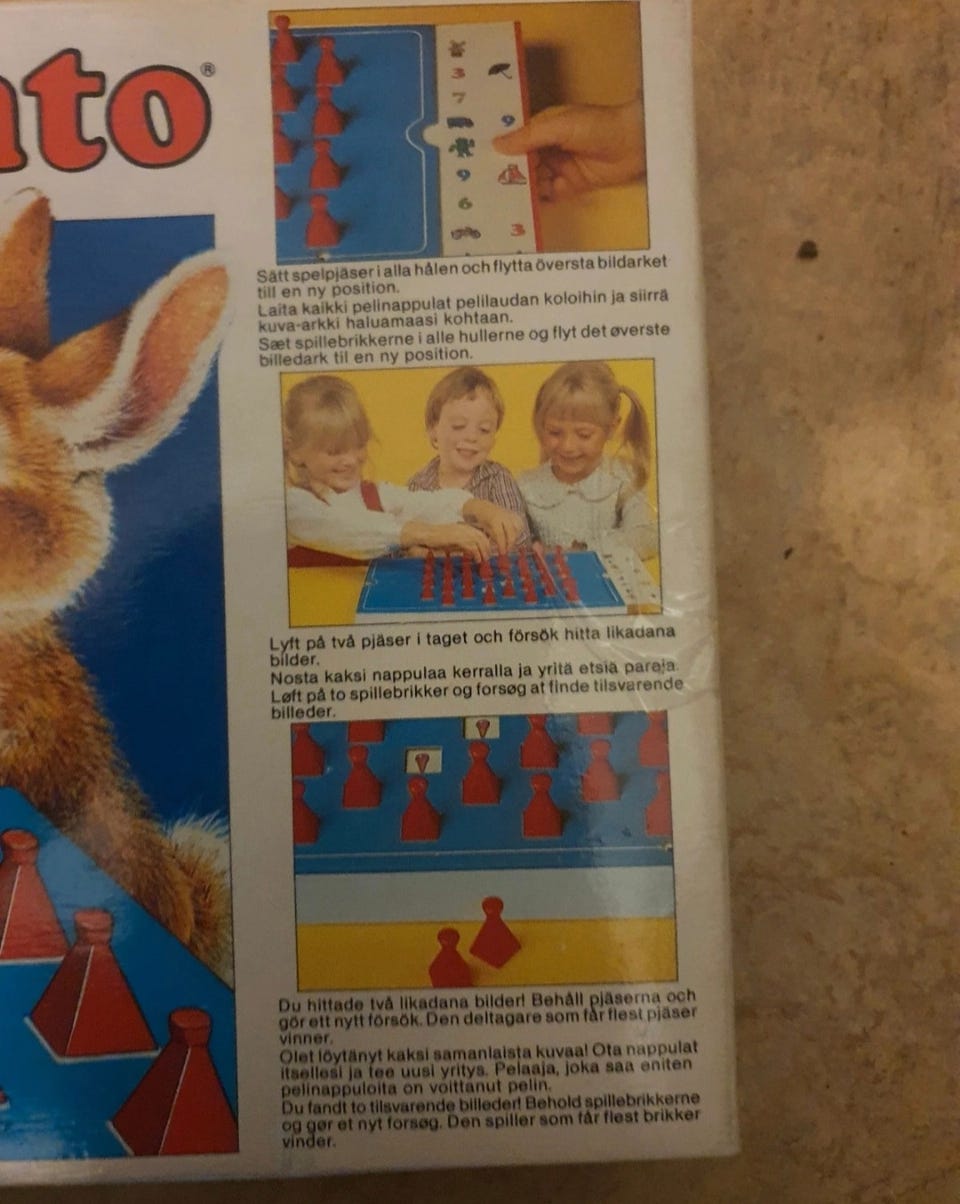 ato®
3
7
9
9
6
3
Sätt spelpjäser i alla hålen och flytta översta bildarket
till en ny position.
Laita kaikki pelinappulat pelilaudan koloihin ja siirrä
kuva-arkki haluamaasi kohtaan.
Sæt spillebrikkerne i alle hullerne og flyt det øverste
billedark til en ny position.
Lyft på två pjäser i taget och försök hitta likadana
bilder.
Nosta kaksi nappulaa kerralla ja yritä etsiä pareja.
Løft på to spillebrikker og forsøg at finde tilsvarende
billeder.
Du hittade två likadana bilder! Behåll pjäserna och
gör ett nytt försök. Den deltagare som får flest pjäser
vinner.
Olet löytänyt kaksi samanlaista kuvaa! Ota nappulat
itsellesi ja tee uusi yritys. Pelaaja, joka saa eniten
pelinappuloita on voittanut pelin.
Du fandt to tilsvarende billeder! Behold spillebrikkerne
og gør et nyt forsøg. Den spiller som får flest brikker
vinder.